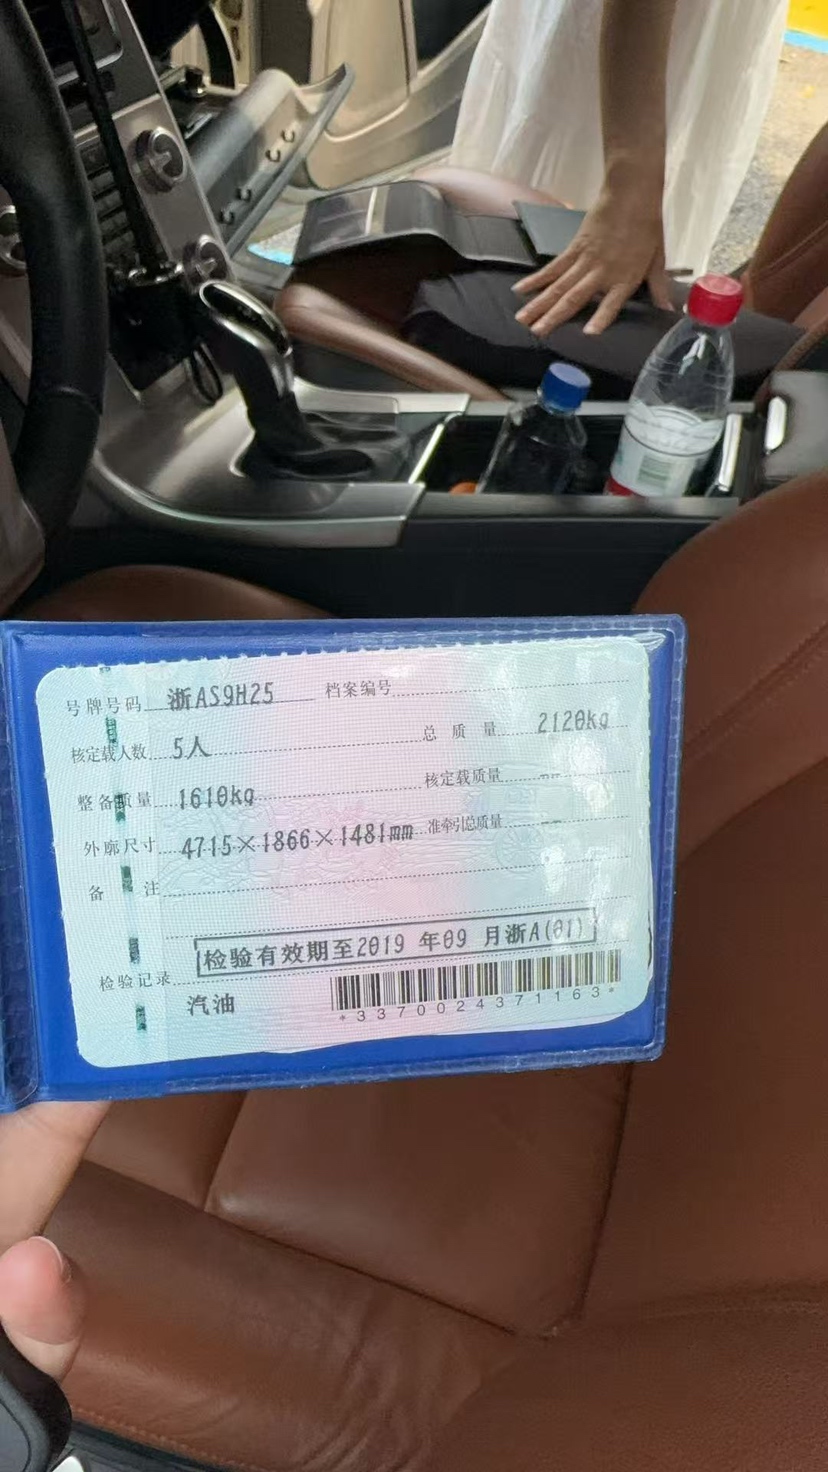 号牌号码 浙AS9H25 档案编号
核定载人数 5人 总质量 2120kg
整备质量 1610kg 核定载质量 --
外廓尺寸 4715×1866×1481mm 准牵引总质量 --
备注
检验有效期至2019年09月浙A(01)
检验记录
汽油
*3370024371163*